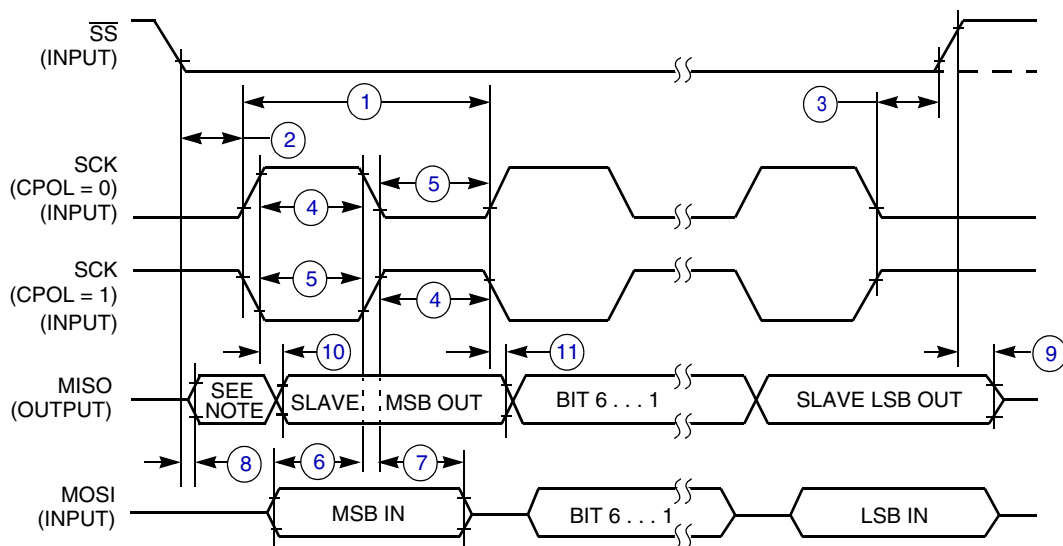 SS
(INPUT)
1
3
2
SCK
(CPOL = 0)
(INPUT)
5
4
SCK
(CPOL = 1)
(INPUT)
5
4
10
11
9
MISO
(OUTPUT)
SEE
NOTE
SLAVE
MSB OUT
BIT 6 . . . 1
SLAVE LSB OUT
8
6
7
MOSI
(INPUT)
MSB IN
BIT 6 . . . 1
LSB IN